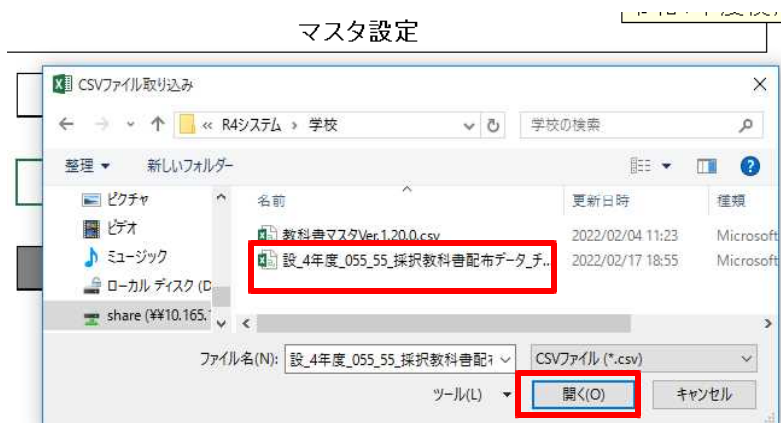 マスタ設定
CSVファイル取り込み
« R4システム › 学校
学校の検索
整理 ▼ 新しいフォルダー
ピクチャ
ビデオ
ミュージック
ローカル ディスク (D
share (¥¥10.165.
名前 更新日時 種類
教科書マスタVer.1.20.0.csv 2022/02/04 11:23 Microsoft
設_4年度_055_55_採択教科書配布データ_チ... 2022/02/17 18:55 Microsoft
ファイル名(N): 設_4年度_055_55_採択教科書配 CSVファイル (*.csv)
ツール(L) ▼ 開く(O) キャンセル